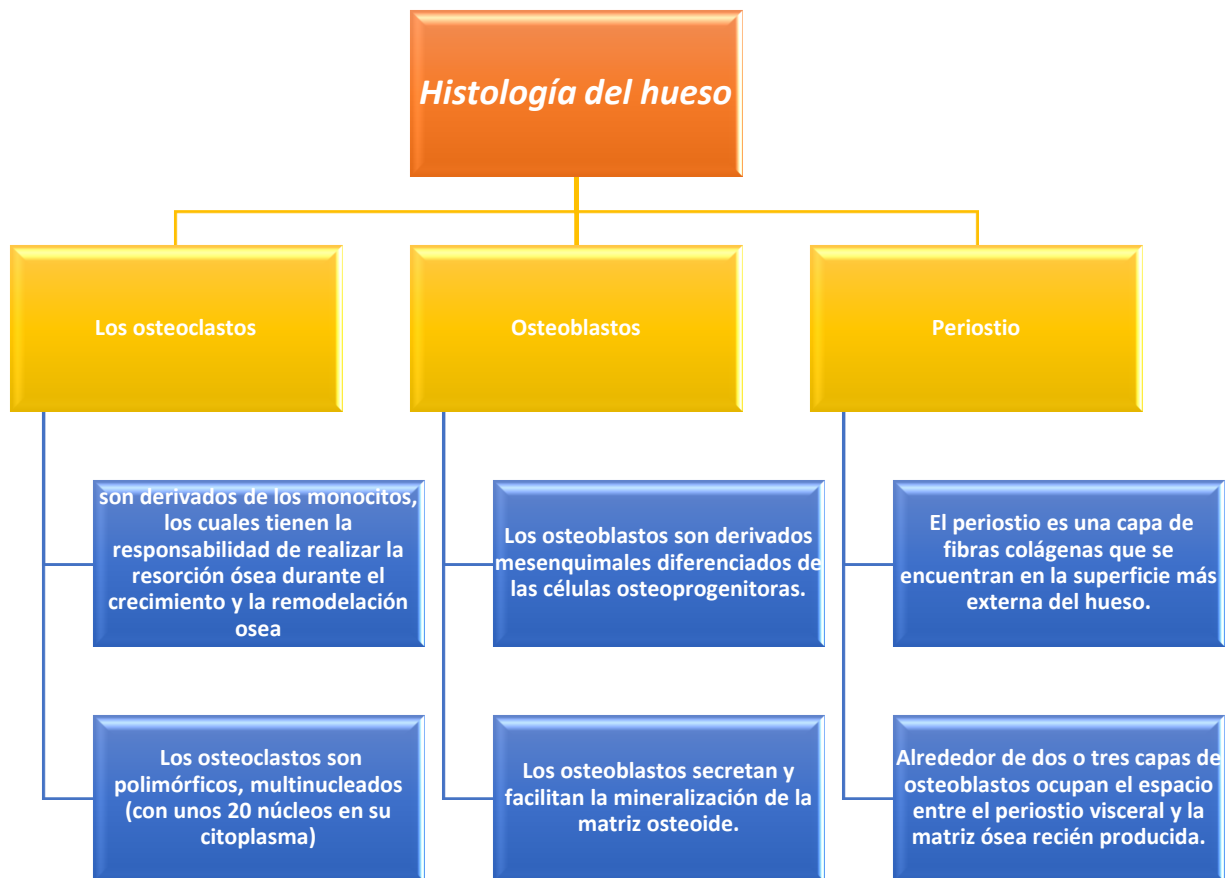 Histología del hueso
Los osteoclastos
Osteoblastos
Periostio
son derivados de los monocitos,
los cuales tienen la
responsabilidad de realizar la
resorción ósea durante el
crecimiento y la remodelación
osea
Los osteoclastos son
polimórficos, multinucleados
(con unos 20 núcleos en su
citoplasma)
Los osteoblastos son derivados
mesenquimales diferenciados de
las células osteoprogenitoras.
Los osteoblastos secretan y
facilitan la mineralización de la
matriz osteoide.
El periostio es una capa de
fibras colágenas que se
encuentran en la superficie más
externa del hueso.
Alrededor de dos o tres capas de
osteoblastos ocupan el espacio
entre el periostio visceral y la
matriz ósea recién producida.